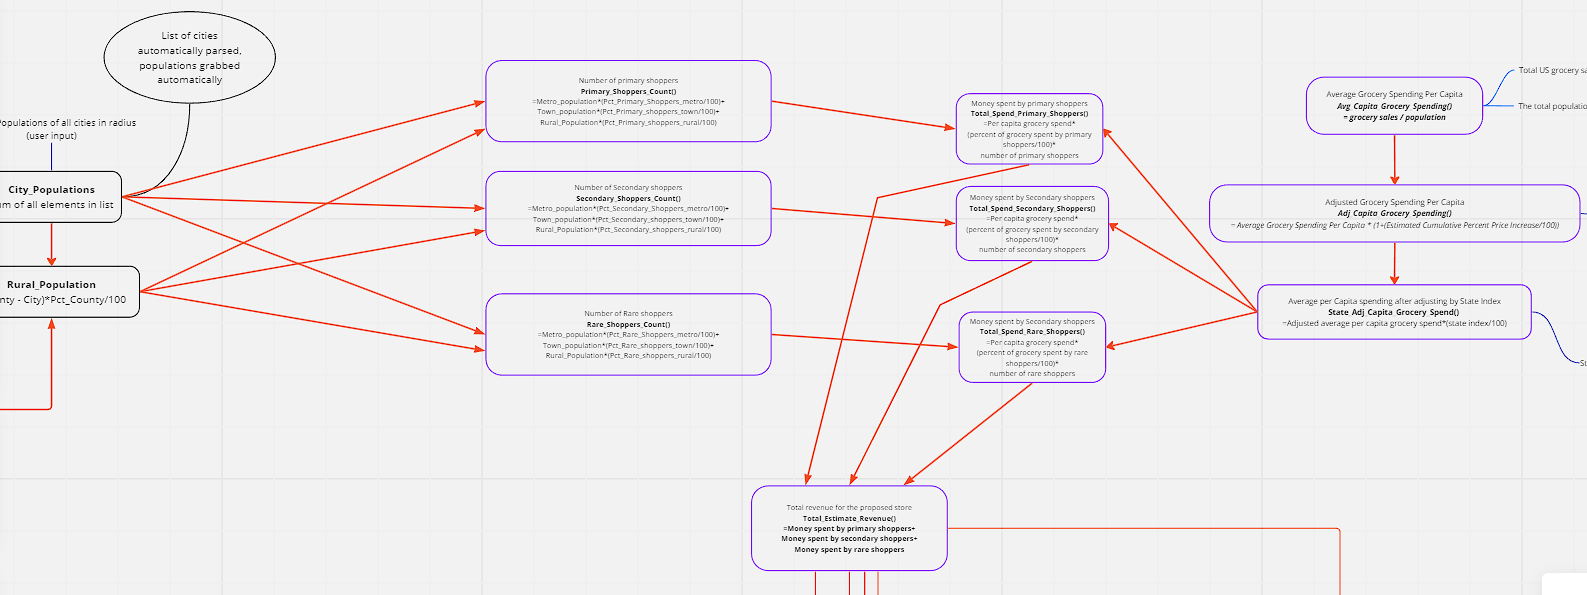 List of cities
automatically parsed,
populations grabbed
automatically
Populations of all cities in radius
(user input)
City_Populations
of all elements in list
Rural_Population
- City)*Pct_County/100
Number of primary shoppers
Primary_Shoppers_Count()
=Metro_population*(Pct_Primary_Shoppers_metro/100)+
Town_population*(Pct_Primary_shoppers_town/100)+
Rural_Population*(Pct_Primary_shoppers_rural/100)
Number of Secondary shoppers
Secondary_Shoppers_Count()
=Metro_population*(Pct_Secondary_Shoppers_metro/100)+
Town_population*(Pct_Secondary_shoppers_town/100)+
Rural_Population*(Pct_Secondary_shoppers_rural/100)
Number of Rare shoppers
Rare_Shoppers_Count()
=Metro_population*(Pct_Rare_Shoppers_metro/100)+
Town_population*(Pct_Rare_shoppers_town/100)+
Rural_Population*(Pct_Rare_shoppers_rural/100)
Money spent by primary shoppers
Total_Spend_Primary_Shoppers()
=Per capita grocery spend*
(percent of grocery spent by primary
shoppers/100)*
number of primary shoppers
Money spent by Secondary shoppers
Total_Spend_Secondary_Shoppers()
=Per capita grocery spend*
(percent of grocery spent by secondary
shoppers/100)*
number of secondary shoppers
Money spent by Secondary shoppers
Total_Spend_Rare_Shoppers()
=Per capita grocery spend*
(percent of grocery spent by rare
shoppers/100)*
number of rare shoppers
Average Grocery Spending Per Capita
Avg_Capita_Grocery_Spending()
= grocery sales / population
Total US grocery
The total
Adjusted Grocery Spending Per Capita
Adj_Capita_Grocery_Spending()
= Average Grocery Spending Per Capita * (1+(Estimated Cumulative Percent Price Increase/100))
Average per Capita spending after adjusting by State Index
State_Adj_Capita_Grocery_Spend()
=Adjusted average per capita grocery spend*(state index/100)
Total revenue for the proposed store
Total_Estimate_Revenue()
=Money spent by primary shoppers+
Money spent by secondary shoppers+
Money spent by rare shoppers